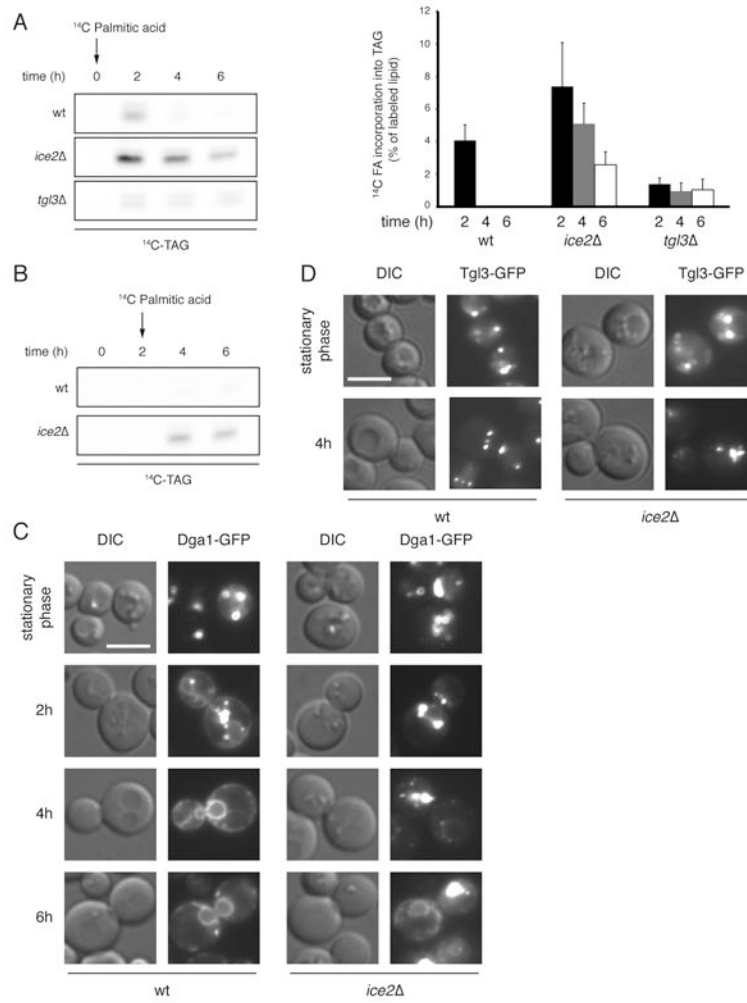 A
¹⁴C Palmitic acid
time (h) 0 2 4 6
wt
ice2Δ
tgl3Δ
¹⁴C-TAG
¹⁴C FA incorporation into TAG
(% of labeled lipid)
12
8
4
2
0
time (h) 2 4 6 2 4 6 2 4 6
wt ice2Δ tgl3Δ
B
¹⁴C Palmitic acid
time (h) 0 2 4 6
wt
ice2Δ
¹⁴C-TAG
D
DIC Tgl3-GFP DIC Tgl3-GFP
stationary
phase
4h
wt ice2Δ
C
DIC Dga1-GFP DIC Dga1-GFP
stationary
phase
2h
4h
6h
wt ice2Δ